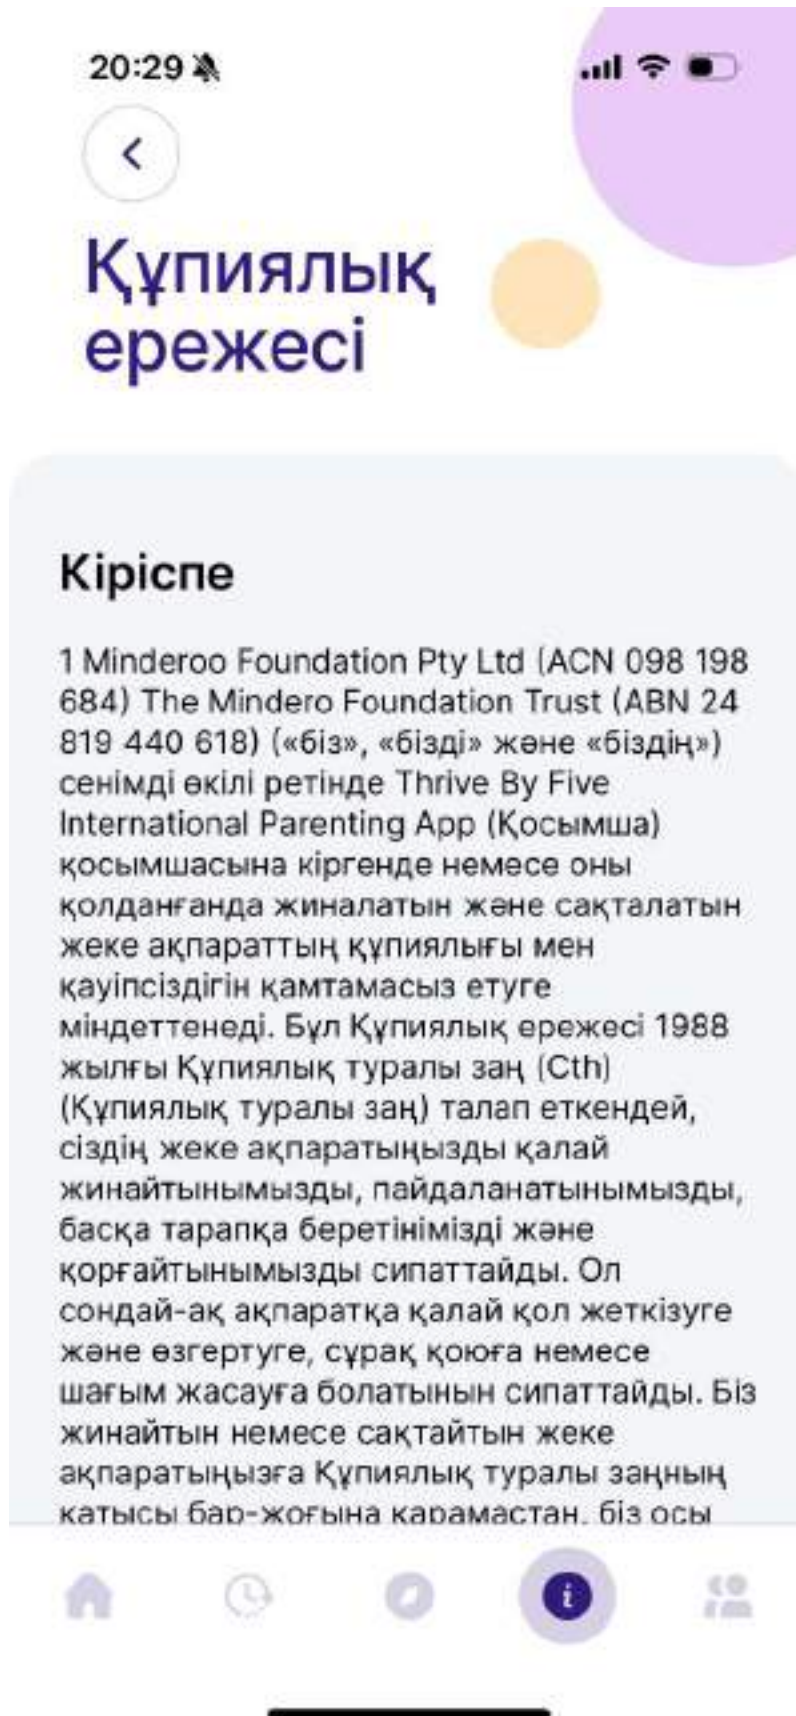 20:29
Құпиялық
ережесі
Кіріспе
1 Minderoo Foundation Pty Ltd (ACN 098 198
684) The Mindero Foundation Trust (ABN 24
819 440 618) («біз», «бізді» және «біздің»)
сенімді өкілі ретінде Thrive By Five
International Parenting App (Қосымша)
қосымшасына кіргенде немесе оны
қолданғанда жиналатын және сақталатын
жеке ақпараттың құпиялығы мен
қауіпсіздігін қамтамасыз етуге
міндеттенеді. Бұл Құпиялық ережесі 1988
жылғы Құпиялық туралы заң (Cth)
(Құпиялық туралы заң) талап еткендей,
сіздің жеке ақпаратыңызды қалай
жинайтынымызды, пайдаланатынымызды,
басқа тарапқа беретінімізді және
қорғайтынымызды сипаттайды. Ол
сондай-ақ ақпаратқа қалай қол жеткізуге
және өзгертуге, сұрақ қоюға немесе
шағым жасауға болатынын сипаттайды. Біз
жинайтын немесе сақтайтын жеке
ақпаратыңызға Құпиялық туралы заңның
қатысы бар-жоғына қарамастан, біз осы